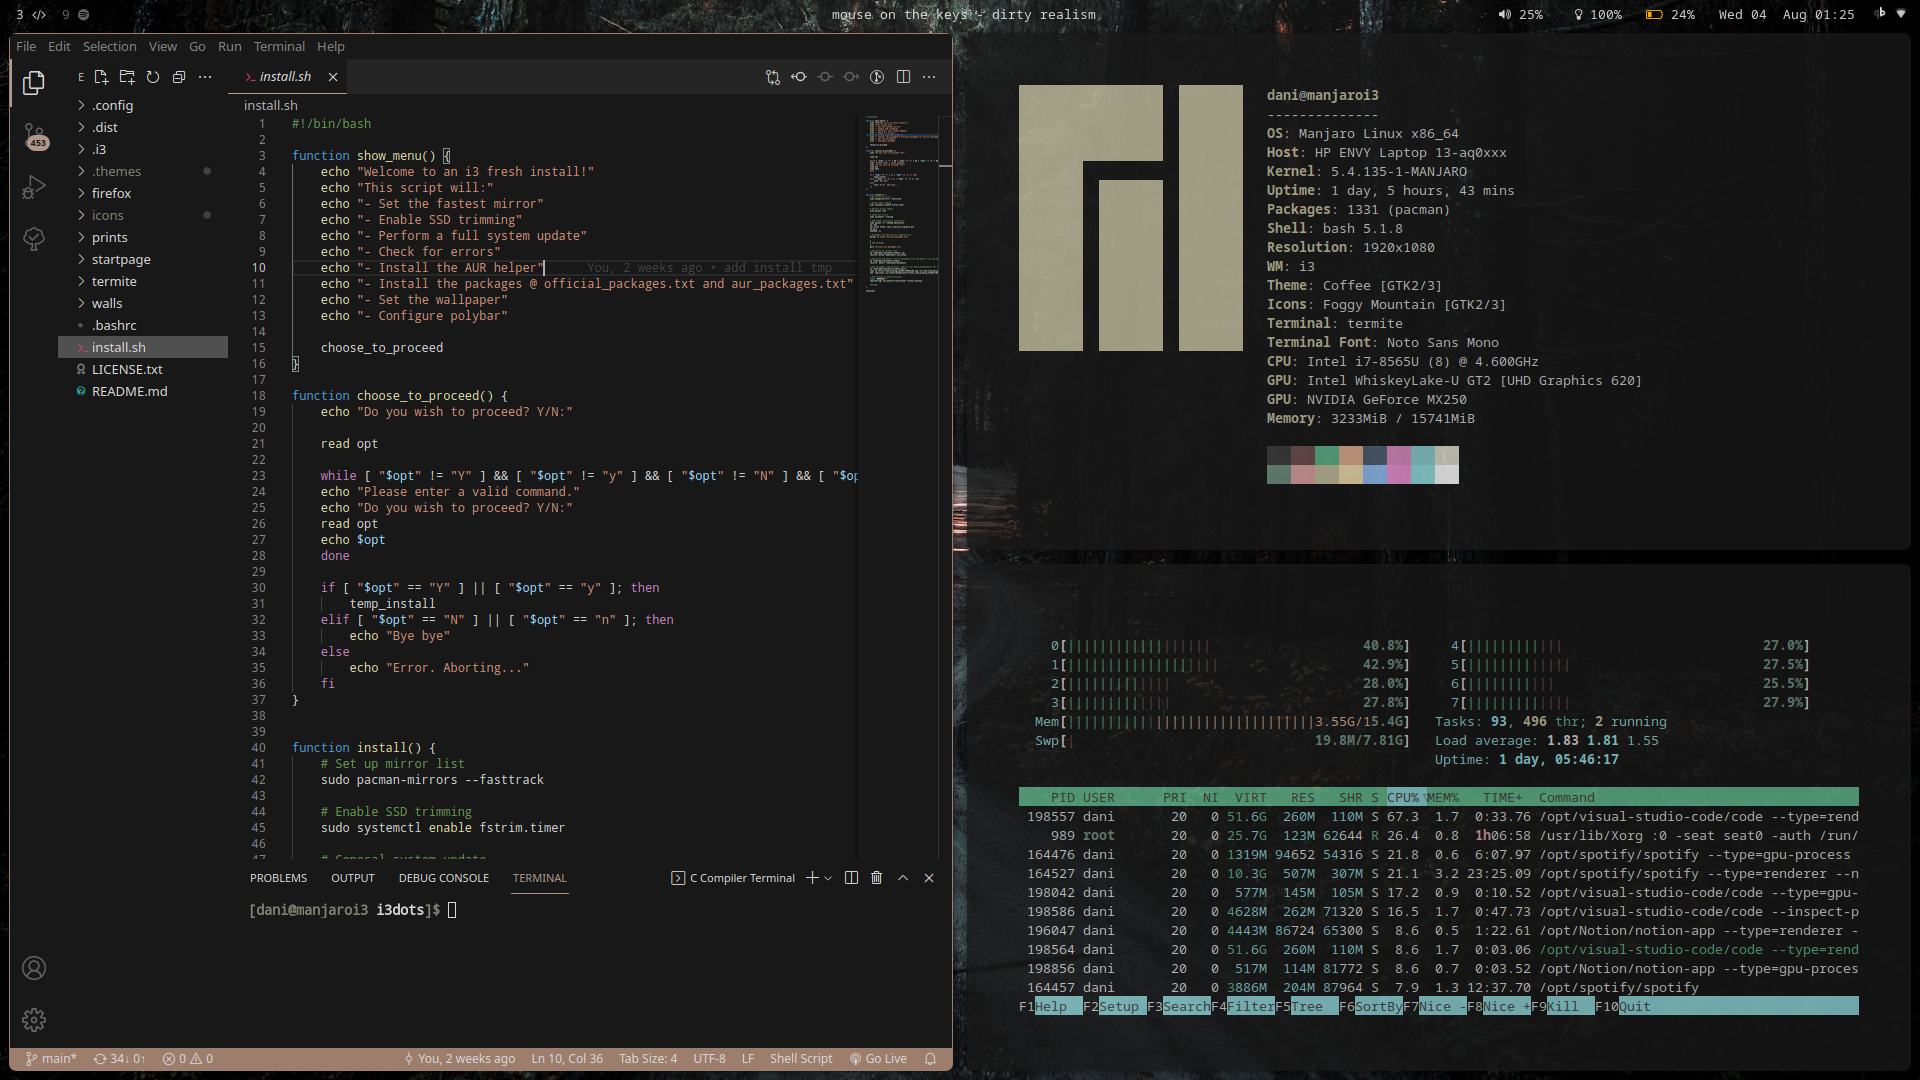 3 9
mouse on the keys - dirty realism
25% 100% 24% Wed 04 Aug 01:25
File Edit Selection View Go Run Terminal Help
E
install.sh
.config
.dist
.i3
.themes
firefox
icons
prints
startpage
termite
walls
.bashrc
install.sh
LICENSE.txt
README.md
453
install.sh
1 #!/bin/bash
2
3 function show_menu() {
4 echo "Welcome to an i3 fresh install!"
5 echo "This script will:"
6 echo "- Set the fastest mirror"
7 echo "- Enable SSD trimming"
8 echo "- Perform a full system update"
9 echo "- Check for errors"
10 echo "- Install the AUR helper" You, 2 weeks ago • add install tmp
11 echo "- Install the packages @ official_packages.txt and aur_packages.txt"
12 echo "- Set the wallpaper"
13 echo "- Configure polybar"
14
15 choose_to_proceed
16 }
17
18 function choose_to_proceed() {
19 echo "Do you wish to proceed? Y/N:"
20
21 read opt
22
23 while [ "$opt" != "Y" ] && [ "$opt" != "y" ] && [ "$opt" != "N" ] && [ "$op
24 echo "Please enter a valid command."
25 echo "Do you wish to proceed? Y/N:"
26 read opt
27 echo $opt
28 done
29
30 if [ "$opt" == "Y" ] || [ "$opt" == "y" ]; then
31 temp_install
32 elif [ "$opt" == "N" ] || [ "$opt" == "n" ]; then
33 echo "Bye bye"
34 else
35 echo "Error. Aborting..."
36 fi
37 }
38
39
40 function install() {
41 # Set up mirror list
42 sudo pacman-mirrors --fasttrack
43
44 # Enable SSD trimming
45 sudo systemctl enable fstrim.timer
46
47 # General system update
PROBLEMS OUTPUT DEBUG CONSOLE TERMINAL
C Compiler Terminal
[dani@manjaroi3 i3dots]$
main* 34↓ 0↑ 0 0
You, 2 weeks ago Ln 10, Col 36 Tab Size: 4 UTF-8 LF Shell Script Go Live
dani@manjaroi3
--------------
OS: Manjaro Linux x86_64
Host: HP ENVY Laptop 13-aq0xxx
Kernel: 5.4.135-1-MANJARO
Uptime: 1 day, 5 hours, 43 mins
Packages: 1331 (pacman)
Shell: bash 5.1.8
Resolution: 1920x1080
WM: i3
Theme: Coffee [GTK2/3]
Icons: Foggy Mountain [GTK2/3]
Terminal: termite
Terminal Font: Noto Sans Mono
CPU: Intel i7-8565U (8) @ 4.600GHz
GPU: Intel WhiskeyLake-U GT2 [UHD Graphics 620]
GPU: NVIDIA GeForce MX250
Memory: 3233MiB / 15741MiB
0[ 40.8%] 4[ 27.0%]
1[ 42.9%] 5[ 27.5%]
2[ 28.0%] 6[ 25.5%]
3[ 27.8%] 7[ 27.9%]
Mem[ 3.55G/15.4G] Tasks: 93, 496 thr; 2 running
Swp[ 19.8M/7.81G] Load average: 1.83 1.81 1.55
Uptime: 1 day, 05:46:17
PID USER PRI NI VIRT RES SHR S CPU% MEM% TIME+ Command
198557 dani 20 0 51.6G 260M 110M S 67.3 1.7 0:33.76 /opt/visual-studio-code/code --type=rend
989 root 20 0 25.7G 123M 62644 R 26.4 0.8 1h06:58 /usr/lib/Xorg :0 -seat seat0 -auth /run/
164476 dani 20 0 1319M 94652 54316 S 21.8 0.6 6:07.97 /opt/spotify/spotify --type=gpu-process
164527 dani 20 0 10.3G 507M 307M S 21.1 3.2 23:25.09 /opt/spotify/spotify --type=renderer --n
198042 dani 20 0 577M 145M 105M S 17.2 0.9 0:10.52 /opt/visual-studio-code/code --type=gpu-
198586 dani 20 0 4628M 262M 71320 S 16.5 1.7 0:47.73 /opt/visual-studio-code/code --inspect-p
196047 dani 20 0 4443M 86724 65300 S 8.6 0.5 1:22.61 /opt/Notion/notion-app --type=renderer -
198564 dani 20 0 51.6G 260M 110M S 8.6 1.7 0:03.06 /opt/visual-studio-code/code --type=rend
198856 dani 20 0 517M 114M 81772 S 8.6 0.7 0:03.52 /opt/Notion/notion-app --type=gpu-proces
164457 dani 20 0 3886M 204M 87964 S 7.9 1.3 12:37.70 /opt/spotify/spotify
F1Help F2Setup F3SearchF4FilterF5Tree F6SortByF7Nice -F8Nice +F9Kill F10Quit